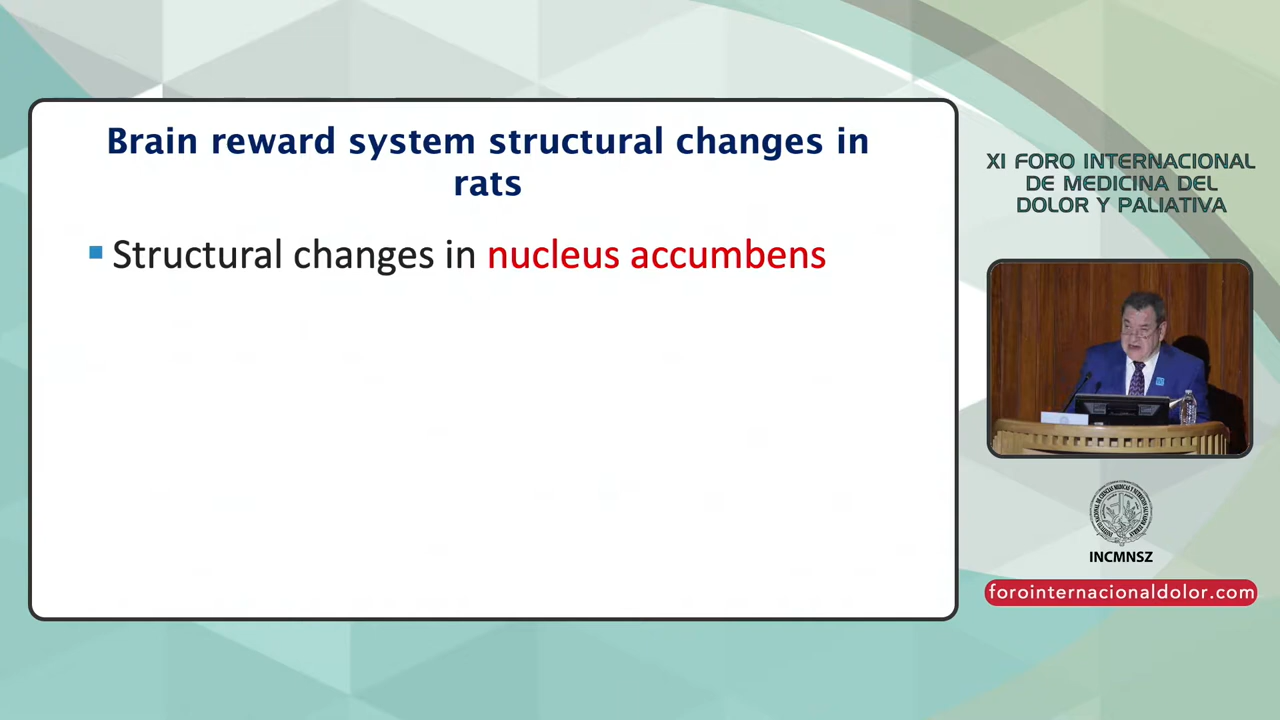 Brain reward system structural changes in
rats
Structural changes in nucleus accumbens
XI FORO INTERNACIONAL
DE MEDICINA DEL
DOLOR Y PALIATIVA
INCMNSZ
forointernacionaldolor.com